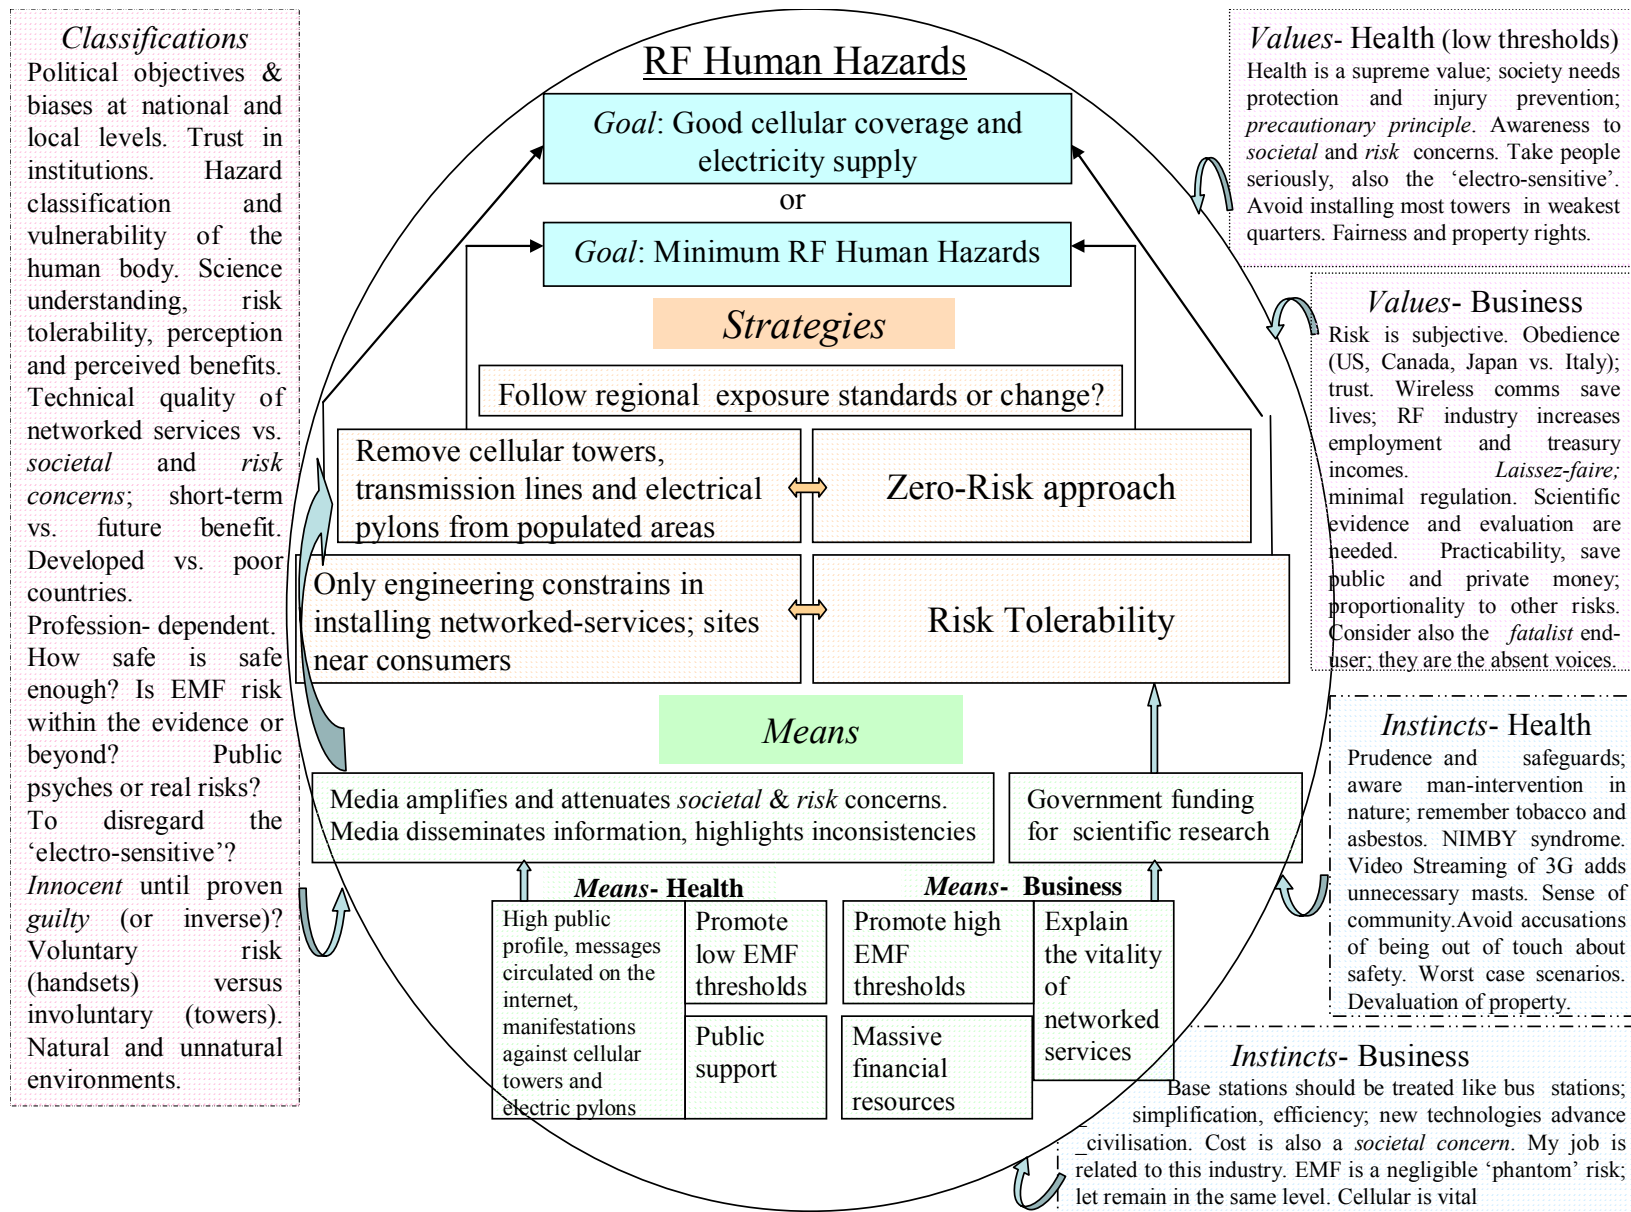 Classifications
Political objectives &
biases at national and
local levels. Trust in
institutions. Hazard
classification and
vulnerability of the
human body. Science
understanding, risk
tolerability, perception
and perceived benefits.
Technical quality of
networked services vs.
societal and risk
concerns; short-term
vs. future benefit.
Developed vs. poor
countries.
Profession- dependent.
How safe is safe
enough? Is EMF risk
within the evidence or
beyond? Public
psyches or real risks?
To disregard the
‘electro-sensitive’?
Innocent until proven
guilty (or inverse)?
Voluntary risk
(handsets) versus
involuntary (towers).
Natural and unnatural
environments.
RF Human Hazards
Goal: Good cellular coverage and
electricity supply
or
Goal: Minimum RF Human Hazards
Strategies
Follow regional exposure standards or change?
Remove cellular towers,
transmission lines and electrical
pylons from populated areas
Zero-Risk approach
Only engineering constrains in
installing networked-services; sites
near consumers
Risk Tolerability
Means
Media amplifies and attenuates societal & risk concerns.
Media disseminates information, highlights inconsistencies
Government funding
for scientific research
Means- Health
High public
profile, messages
circulated on the
internet,
manifestations
against cellular
towers and
electric pylons
Promote
low EMF
thresholds
Public
support
Means- Business
Promote high
EMF
thresholds
Massive
financial
resources
Explain
the vitality
of
networked
services
Values- Health (low thresholds)
Health is a supreme value; society needs
protection and injury prevention;
precautionary principle. Awareness to
societal and risk concerns. Take people
seriously, also the ‘electro-sensitive’.
Avoid installing most towers in weakest
quarters. Fairness and property rights.
Values- Business
Risk is subjective. Obedience
(US, Canada, Japan vs. Italy);
trust. Wireless comms save
lives; RF industry increases
employment and treasury
incomes. Laissez-faire;
minimal regulation. Scientific
evidence and evaluation are
needed. Practicability, save
public and private money;
proportionality to other risks.
Consider also the fatalist end-
user; they are the absent voices.
Instincts- Health
Prudence and safeguards;
aware man-intervention in
nature; remember tobacco and
asbestos. NIMBY syndrome.
Video Streaming of 3G adds
unnecessary masts. Sense of
community.Avoid accusations
of being out of touch about
safety. Worst case scenarios.
Devaluation of property.
Instincts- Business
Base stations should be treated like bus stations;
_ simplification, efficiency; new technologies advance
_civilisation. Cost is also a societal concern. My job is
related to this industry. EMF is a negligible ‘phantom’ risk;
let remain in the same level. Cellular is vital